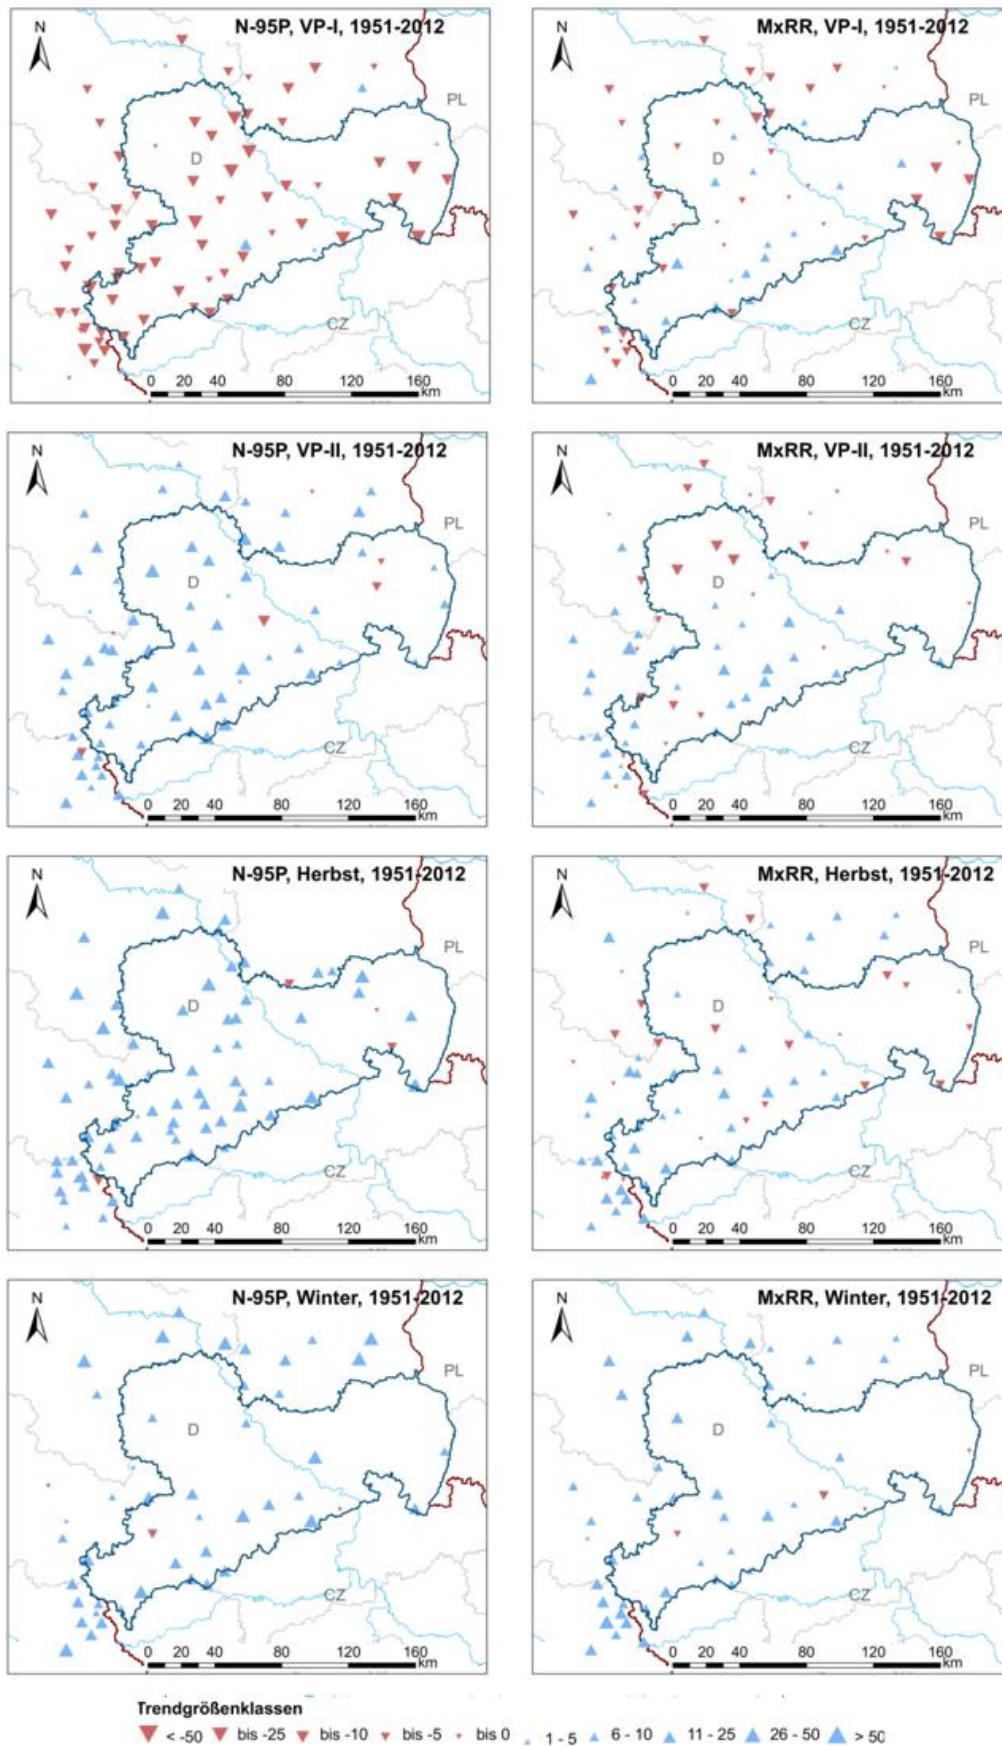 N-95P, VP-I, 1951-2012
N
PL
D
CZ
0 20 40 80 120 160
km
MxRR, VP-I, 1951-2012
N
PL
D
CZ
0 20 40 80 120 160
km
N-95P, VP-II, 1951-2012
N
PL
D
CZ
0 20 40 80 120 160
km
MxRR, VP-II, 1951-2012
N
PL
D
CZ
0 20 40 80 120 160
km
N-95P, Herbst, 1951-2012
N
PL
D
CZ
0 20 40 80 120 160
km
MxRR, Herbst, 1951-2012
N
PL
D
CZ
0 20 40 80 120 160
km
N-95P, Winter, 1951-2012
N
PL
D
CZ
0 20 40 80 120 160
km
MxRR, Winter, 1951-2012
N
PL
D
CZ
0 20 40 80 120 160
km
Trendgrößenklassen
< -50 bis -25 bis -10 bis -5 bis 0 1 - 5 6 - 10 11 - 25 26 - 50 > 50